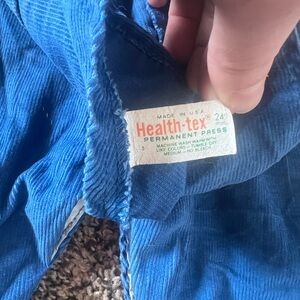 MADE IN U.S.A.
Health-tex® 24
PERMANENT PRESS
MACHINE WASH WARM WITH
LIKE COLORS - TUMBLE DRY
MEDIUM - NO BLEACH